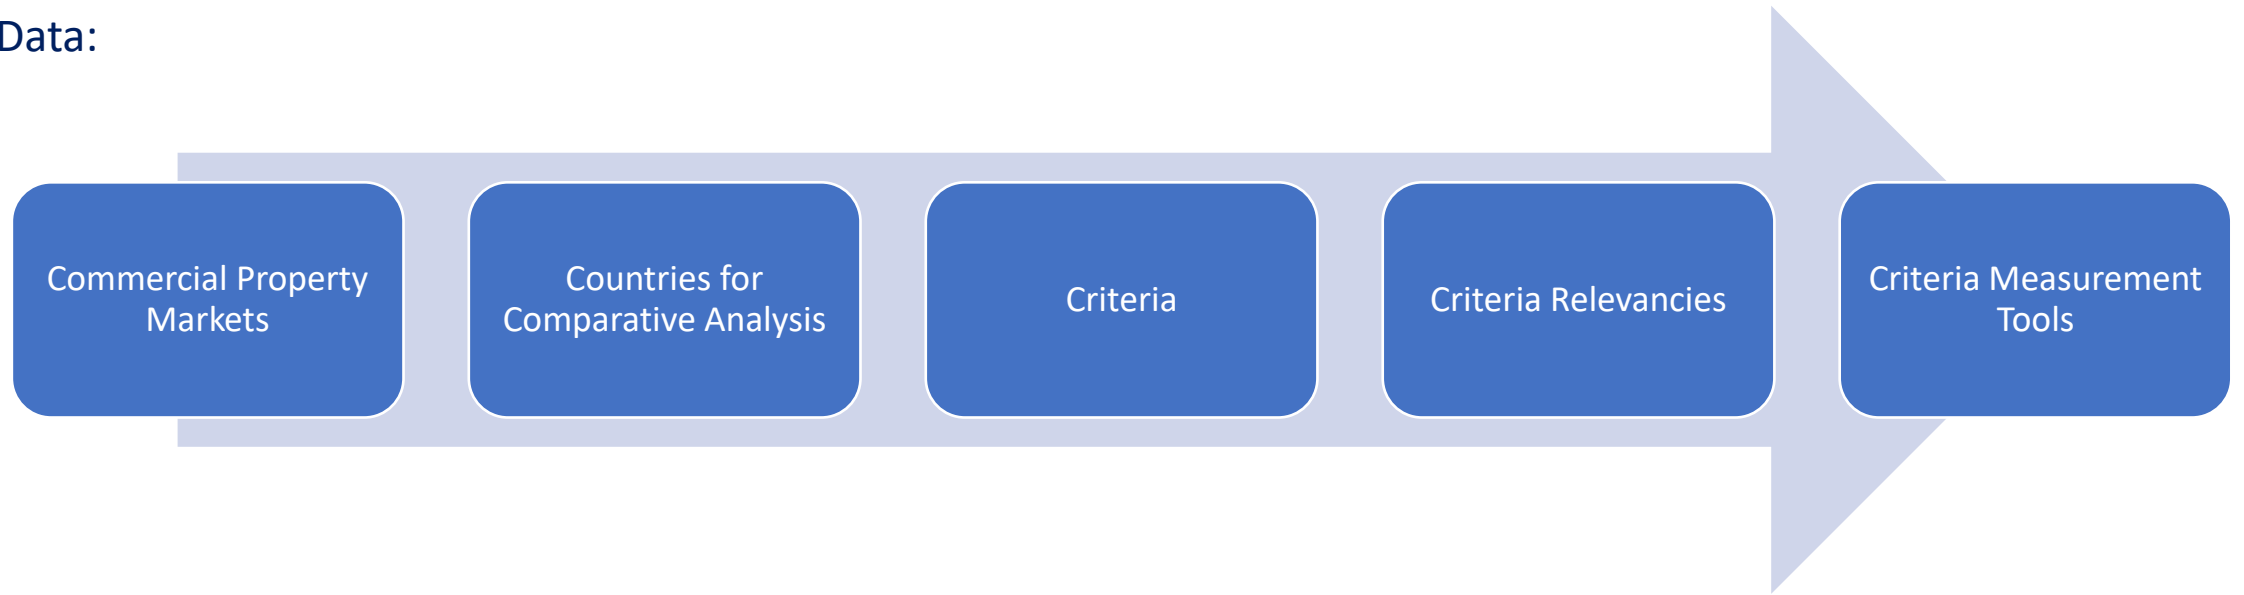 Data:
Commercial Property
Markets
Countries for
Comparative Analysis
Criteria
Criteria Relevancies
Criteria Measurement
Tools